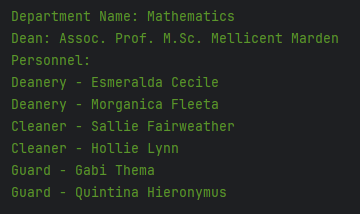 Department Name: Mathematics
Dean: Assoc. Prof. M.Sc. Mellicent Marden
Personnel:
Deanery - Esmeralda Cecile
Deanery - Morganica Fleeta
Cleaner - Sallie Fairweather
Cleaner - Hollie Lynn
Guard - Gabi Thema
Guard - Quintina Hieronymus